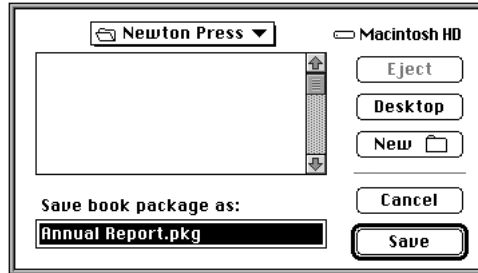 Newton Press
Macintosh HD
Eject
Desktop
New
Save book package as:
Cancel
Annual Report.pkg
Save